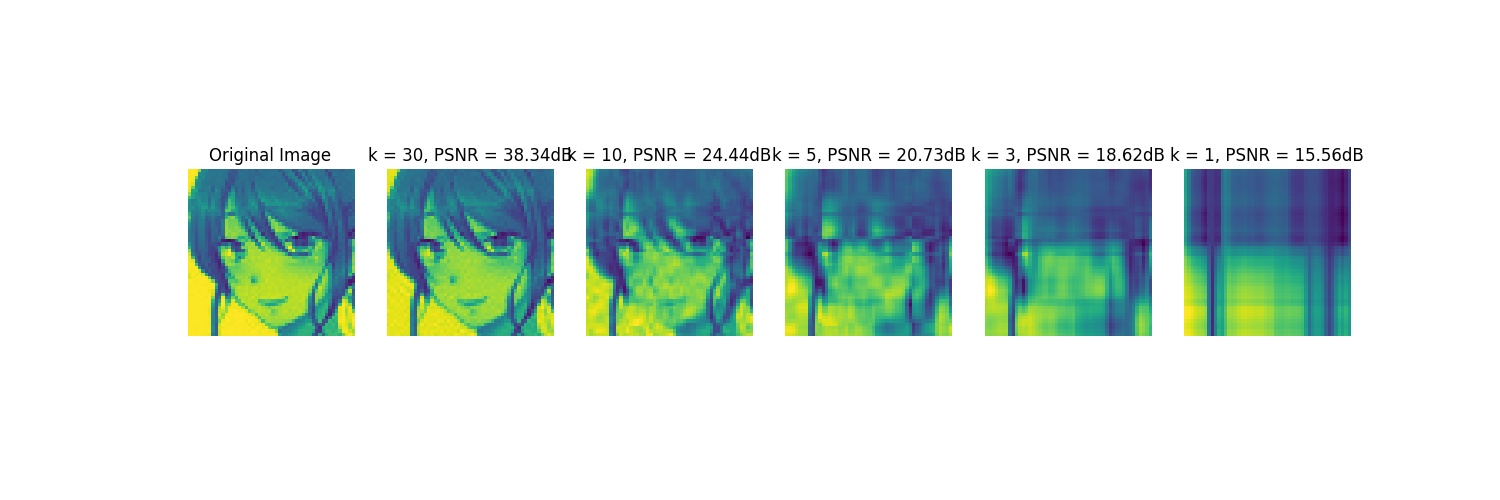 Original Image
k = 30, PSNR = 38.34dB
k = 10, PSNR = 24.44dB
k = 5, PSNR = 20.73dB
k = 3, PSNR = 18.62dB
k = 1, PSNR = 15.56dB